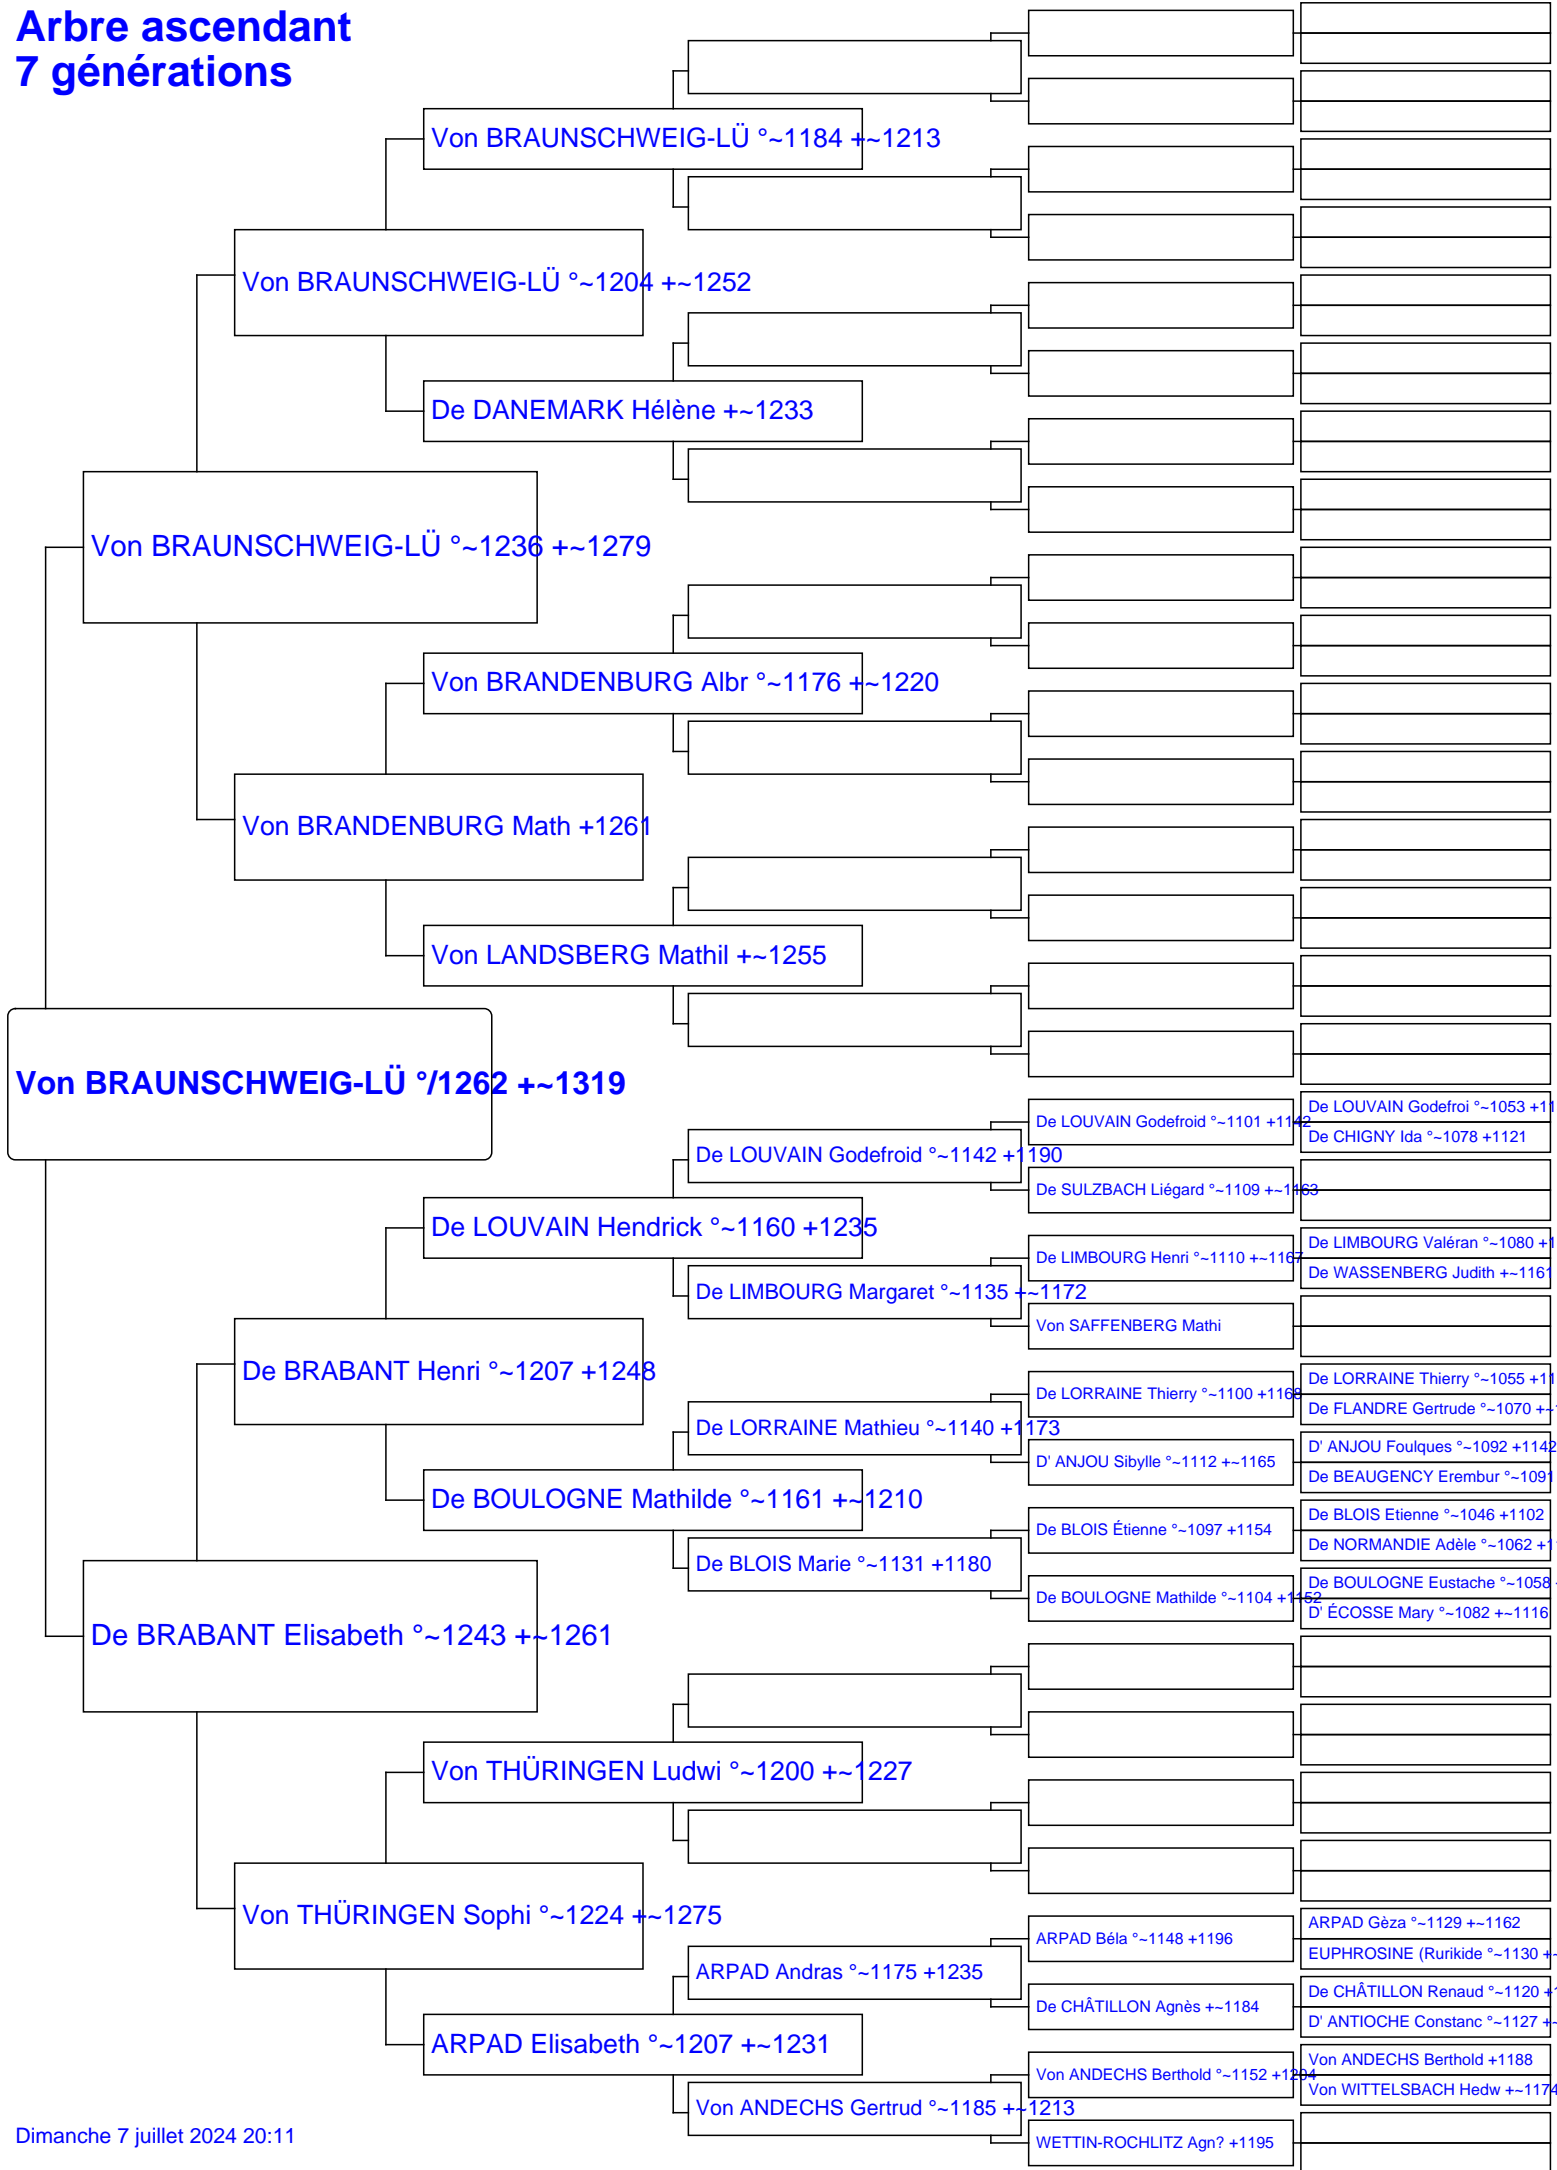 Arbre ascendant
7 générations
Von BRAUNSCHWEIG-LÜ °~1184 +~1213
Von BRAUNSCHWEIG-LÜ °~1204 +~1252
De DANEMARK Hélène +~1233
Von BRAUNSCHWEIG-LÜ °~1236 +~1279
Von BRANDENBURG Albr °~1176 +~1220
Von BRANDENBURG Math +1261
Von LANDSBERG Mathil +~1255
Von BRAUNSCHWEIG-LÜ °/1262 +~1319
De LOUVAIN Godefroi °~1053 +11
De LOUVAIN Godefroid °~1101 +1142
De CHIGNY Ida °~1078 +1121
De LOUVAIN Godefroid °~1142 +1190
De SULZBACH Liégard °~1109 +~1163
De LOUVAIN Hendrick °~1160 +1235
De LIMBOURG Valéran °~1080 +1
De LIMBOURG Henri °~1110 +~1167
De WASSENBERG Judith +~1161
De LIMBOURG Margaret °~1135 +~1172
Von SAFFENBERG Mathi
De BRABANT Henri °~1207 +1248
De LORRAINE Thierry °~1055 +11
De LORRAINE Thierry °~1100 +1168
De FLANDRE Gertrude °~1070 +~1
De LORRAINE Mathieu °~1140 +1173
D' ANJOU Foulques °~1092 +1142
D' ANJOU Sibylle °~1112 +~1165
De BEAUGENCY Erembur °~1091
De BOULOGNE Mathilde °~1161 +~1210
De BLOIS Etienne °~1046 +1102
De BLOIS Étienne °~1097 +1154
De NORMANDIE Adèle °~1062 +1
De BLOIS Marie °~1131 +1180
De BOULOGNE Eustache °~1058 +
De BOULOGNE Mathilde °~1104 +1152
D' ÉCOSSE Mary °~1082 +~1116
De BRABANT Elisabeth °~1243 +~1261
Von THÜRINGEN Ludwi °~1200 +~1227
Von THÜRINGEN Sophi °~1224 +~1275
ARPAD Gèza °~1129 +~1162
ARPAD Béla °~1148 +1196
EUPHROSINE (Rurikide °~1130 +~
ARPAD Andras °~1175 +1235
De CHÂTILLON Renaud °~1120 +1
De CHÂTILLON Agnès +~1184
D' ANTIOCHE Constanc °~1127 +~
ARPAD Elisabeth °~1207 +~1231
Von ANDECHS Berthold +1188
Von ANDECHS Berthold °~1152 +1204
Von WITTELSBACH Hedw +~1174
Von ANDECHS Gertrud °~1185 +~1213
WETTIN-ROCHLITZ Agn? +1195
Dimanche 7 juillet 2024 20:11